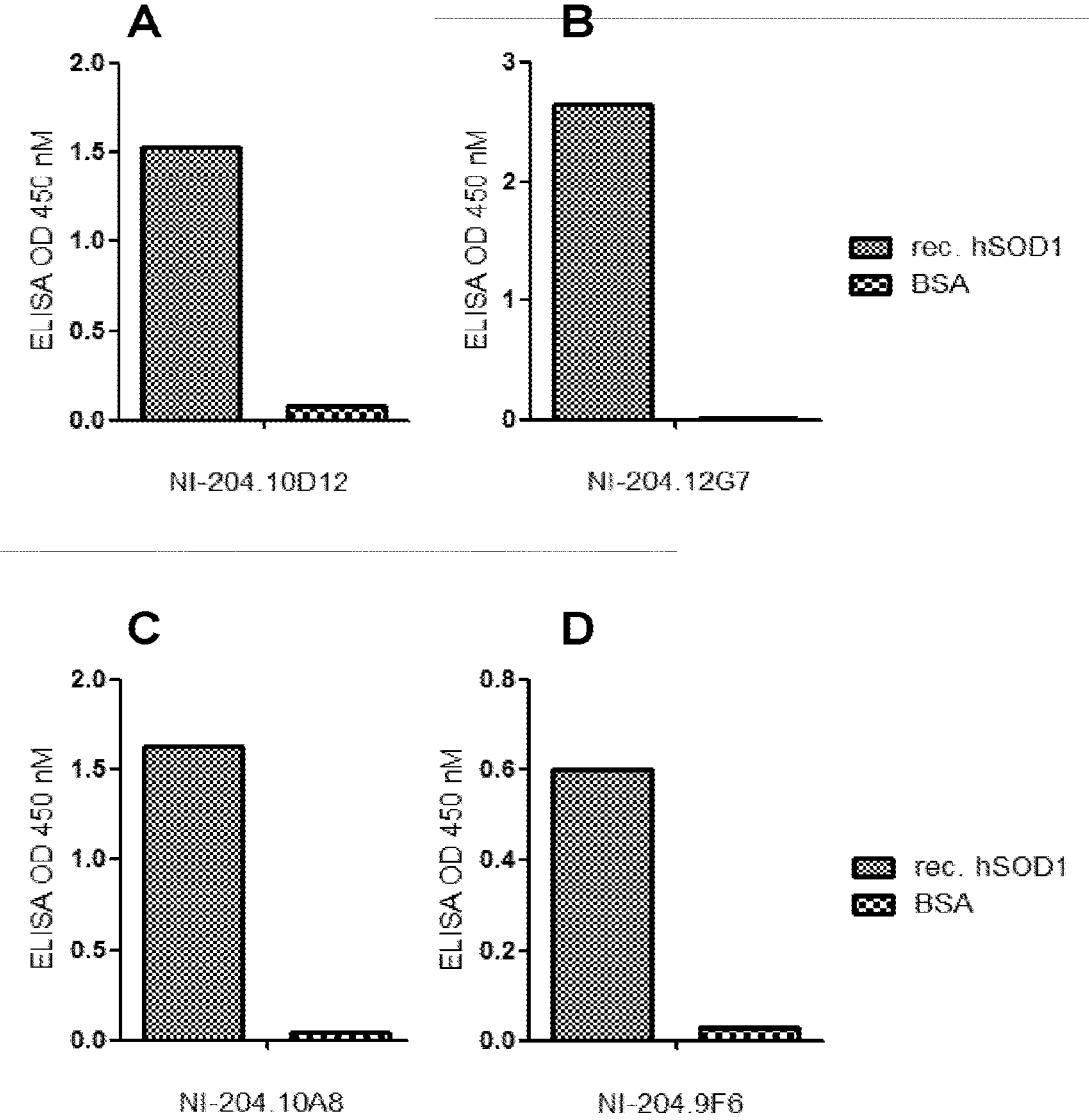 A
B
ELISA OD 450 nM
2.0
1.5
1.0
0.5
0.0
NI-204.10D12
ELISA OD 450 nM
3
2
1
0
NI-204.12G7
rec. hSOD1
BSA
C
D
ELISA OD 450 nM
2.0
1.5
1.0
0.5
0.0
NI-204.10A8
ELISA OD 450 nM
0.8
0.6
0.4
0.2
0.0
NI-204.9F6
rec. hSOD1
BSA